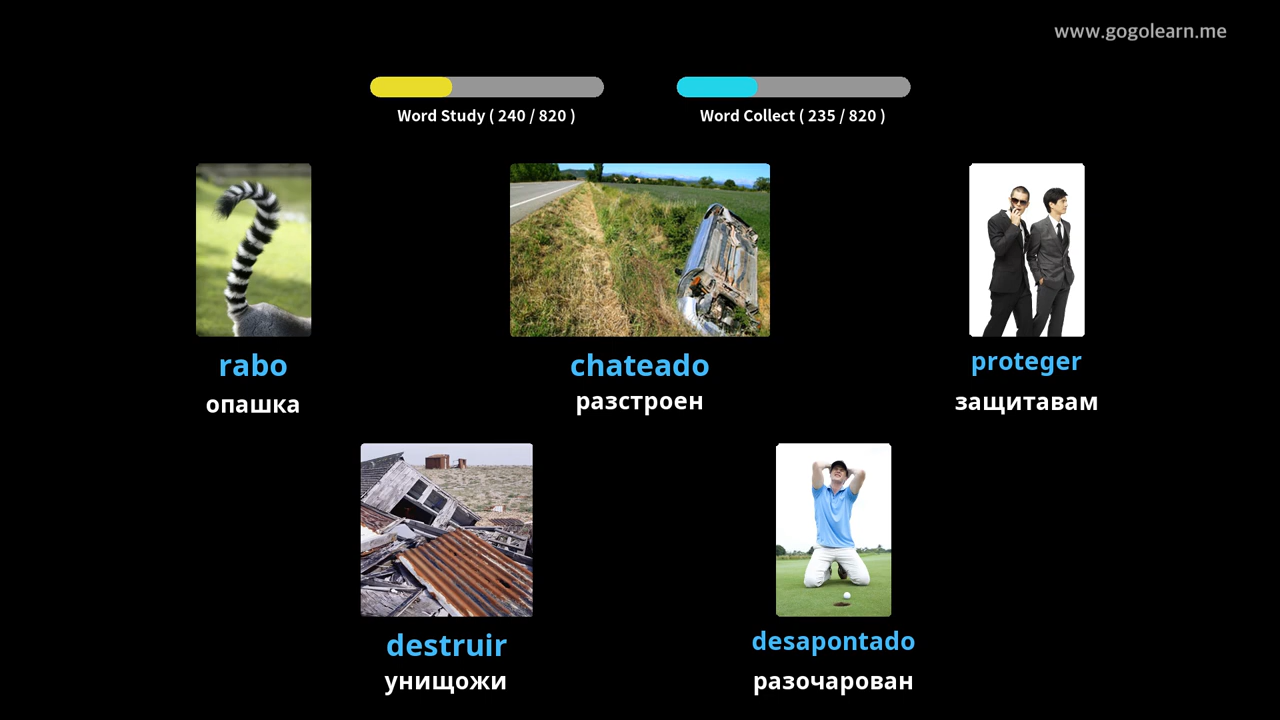 www.gogolearn.me
Word Study ( 240 / 820 )
Word Collect ( 235 / 820 )
rabo
опашка
chateado
разстроен
proteger
защитавам
destruir
унищожи
desapontado
разочарован